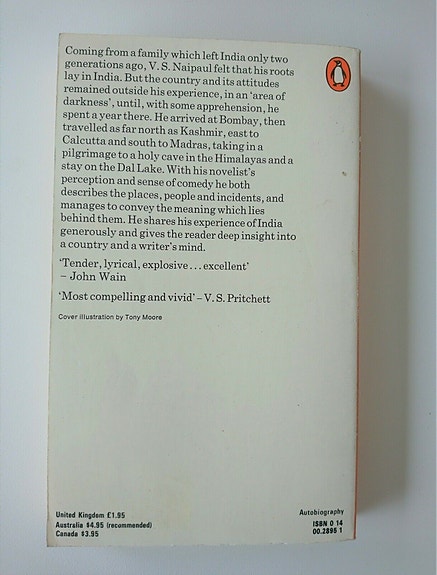 Coming from a family which left India only two
generations ago, V. S. Naipaul felt that his roots
lay in India. But the country and its attitudes
remained outside his experience, in an 'area of
darkness', until, with some apprehension, he
spent a year there. He arrived at Bombay, then
travelled as far north as Kashmir, east to
Calcutta and south to Madras, taking in a
pilgrimage to a holy cave in the Himalayas and a
stay on the Dal Lake. With his novelist's
perception and sense of comedy he both
describes the places, people and incidents, and
manages to convey the meaning which lies
behind them. He shares his experience of India
generously and gives the reader deep insight into
a country and a writer's mind.
'Tender, lyrical, explosive . . . excellent'
– John Wain
'Most compelling and vivid' – V. S. Pritchett
Cover illustration by Tony Moore
United Kingdom £1.95
Australia $4.95 (recommended)
Canada $3.95
Autobiography
ISBN 0 14
00.2895 1